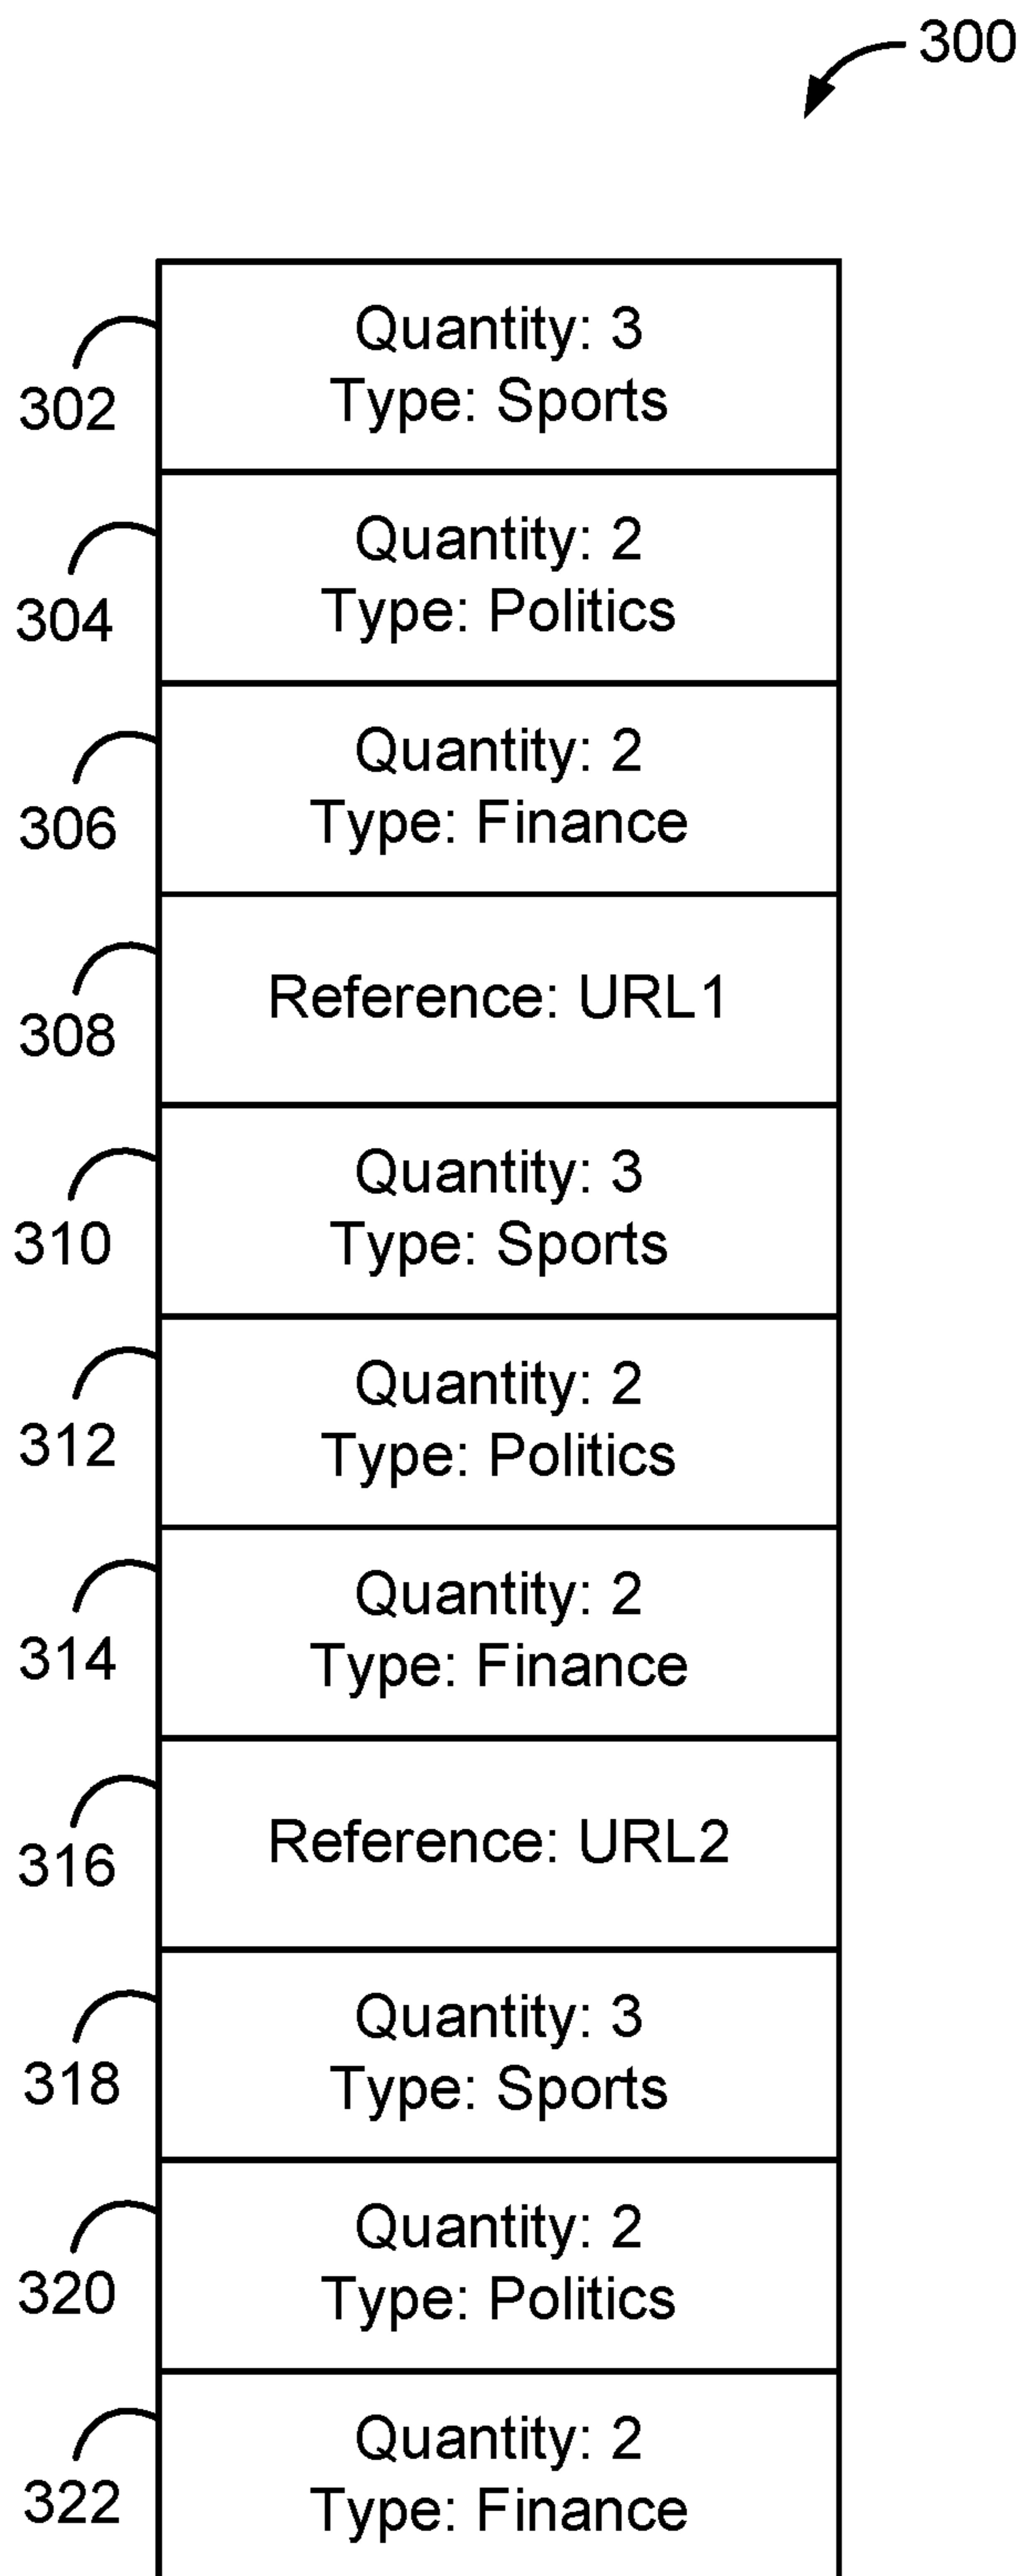 300
302
Quantity: 3
Type: Sports
304
Quantity: 2
Type: Politics
306
Quantity: 2
Type: Finance
308
Reference: URL1
310
Quantity: 3
Type: Sports
312
Quantity: 2
Type: Politics
314
Quantity: 2
Type: Finance
316
Reference: URL2
318
Quantity: 3
Type: Sports
320
Quantity: 2
Type: Politics
322
Quantity: 2
Type: Finance